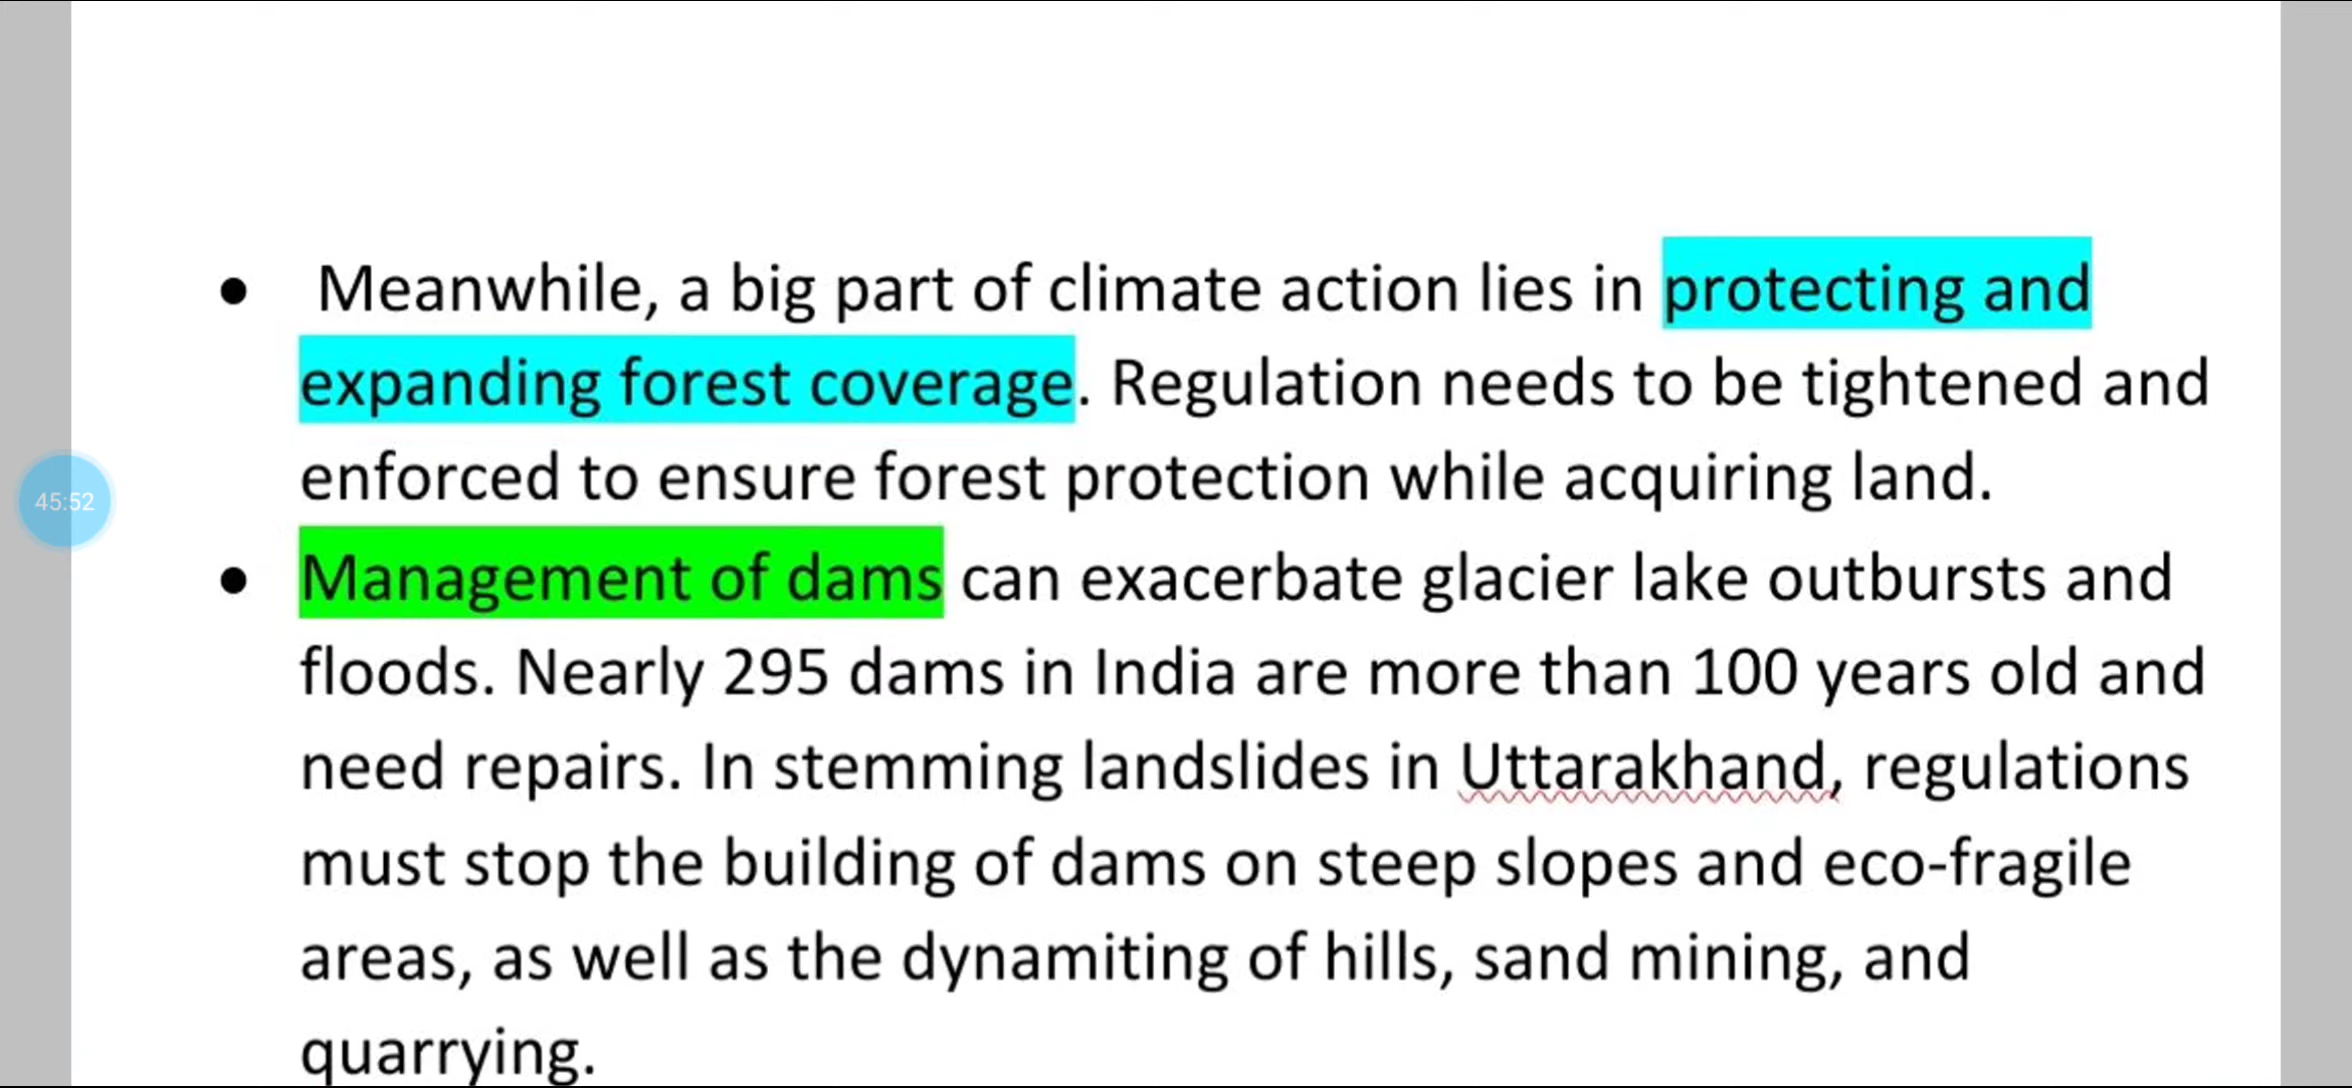 • Meanwhile, a big part of climate action lies in protecting and
expanding forest coverage. Regulation needs to be tightened and
enforced to ensure forest protection while acquiring land.
45:52
• Management of dams can exacerbate glacier lake outbursts and
floods. Nearly 295 dams in India are more than 100 years old and
need repairs. In stemming landslides in Uttarakhand, regulations
must stop the building of dams on steep slopes and eco-fragile
areas, as well as the dynamiting of hills, sand mining, and
quarrying.